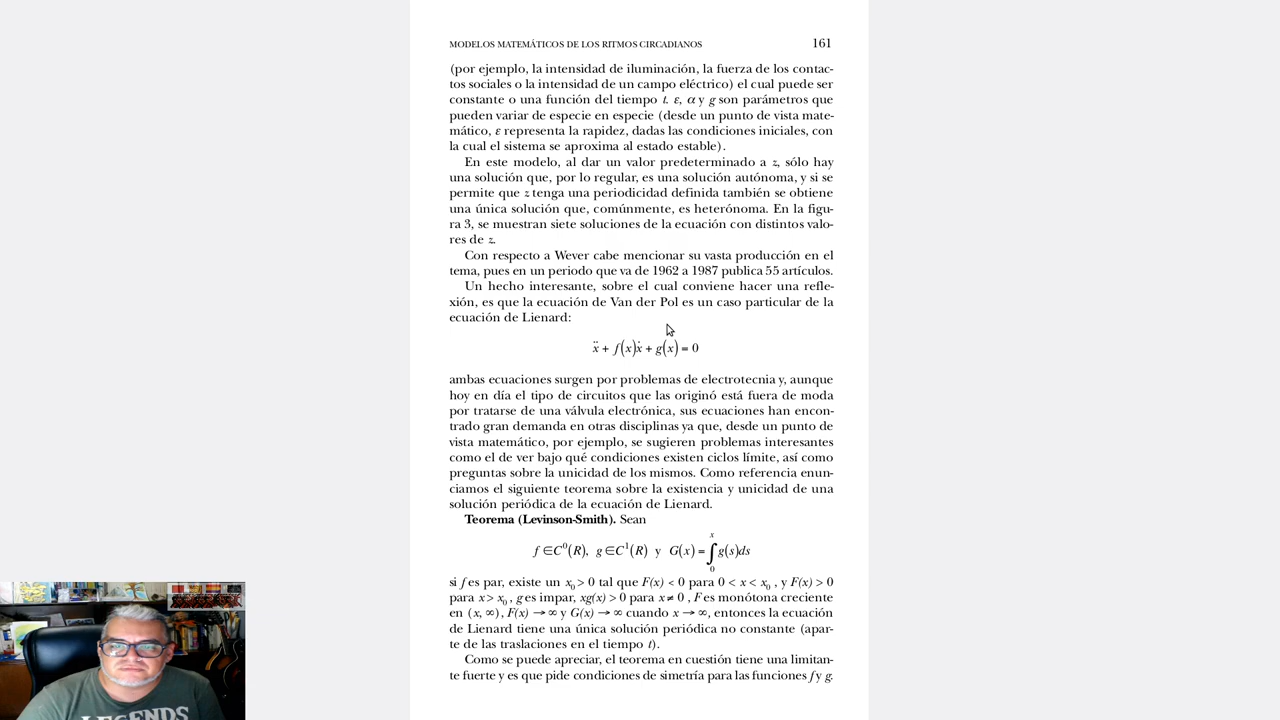 MODELOS MATEMÁTICOS DE LOS RITMOS CIRCADIANOS 161
(por ejemplo, la intensidad de iluminación, la fuerza de los contac-
tos sociales o la intensidad de un campo eléctrico) el cual puede ser
constante o una función del tiempo t. ε, α y g son parámetros que
pueden variar de especie en especie (desde un punto de vista mate-
mático, ε representa la rapidez, dadas las condiciones iniciales, con
la cual el sistema se aproxima al estado estable).
En este modelo, al dar un valor predeterminado a z, sólo hay
una solución que, por lo regular, es una solución autónoma, y si se
permite que z tenga una periodicidad definida también se obtiene
una única solución que, comúnmente, es heterónoma. En la figu-
ra 3, se muestran siete soluciones de la ecuación con distintos valo-
res de z.
Con respecto a Wever cabe mencionar su vasta producción en el
tema, pues en un periodo que va de 1962 a 1987 publica 55 artículos.
Un hecho interesante, sobre el cual conviene hacer una refle-
xión, es que la ecuación de Van der Pol es un caso particular de la
ecuación de Lienard:
ẍ + f(x)ẋ + g(x) = 0
ambas ecuaciones surgen por problemas de electrotecnia y, aunque
hoy en día el tipo de circuitos que las originó está fuera de moda
por tratarse de una válvula electrónica, sus ecuaciones han encon-
trado gran demanda en otras disciplinas ya que, desde un punto de
vista matemático, por ejemplo, se sugieren problemas interesantes
como el de ver bajo qué condiciones existen ciclos límite, así como
preguntas sobre la unicidad de los mismos. Como referencia enun-
ciamos el siguiente teorema sobre la existencia y unicidad de una
solución periódica de la ecuación de Lienard.
Teorema (Levinson-Smith). Sean
f ∈ C⁰(R), g ∈ C¹(R) y G(x) = ∫₀ˣ g(s)ds
si f es par, existe un x₀ > 0 tal que F(x) < 0 para 0 < x < x₀ , y F(x) > 0
para x > x₀ , g es impar, xg(x) > 0 para x ≠ 0 , F es monótona creciente
en (x, ∞), F(x) → ∞ y G(x) → ∞ cuando x → ∞, entonces la ecuación
de Lienard tiene una única solución periódica no constante (apar-
te de las traslaciones en el tiempo t).
Como se puede apreciar, el teorema en cuestión tiene una limitan-
te fuerte y es que pide condiciones de simetría para las funciones f y g.
LEGENDS